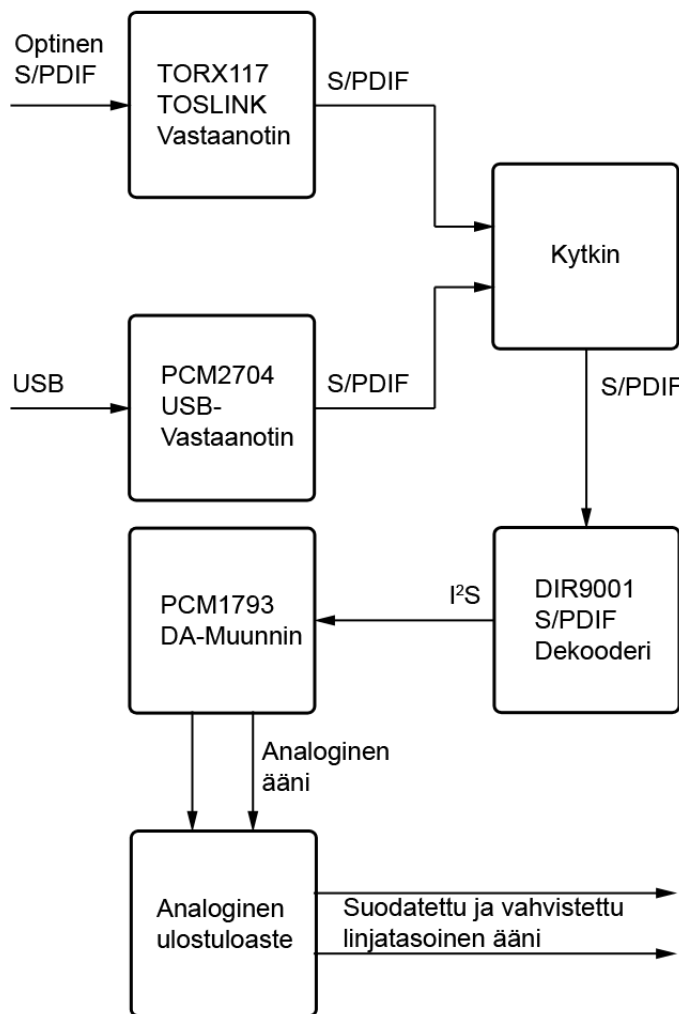 Optinen
S/PDIF
TORX117
TOSLINK
Vastaanotin
S/PDIF
Kytkin
USB
PCM2704
USB-
Vastaanotin
S/PDIF
S/PDIF
PCM1793
DA-Muunnin
I²S
DIR9001
S/PDIF
Dekooderi
Analoginen
ääni
Analoginen
ulostuloaste
Suodatettu ja vahvistettu
linjatasoinen ääni